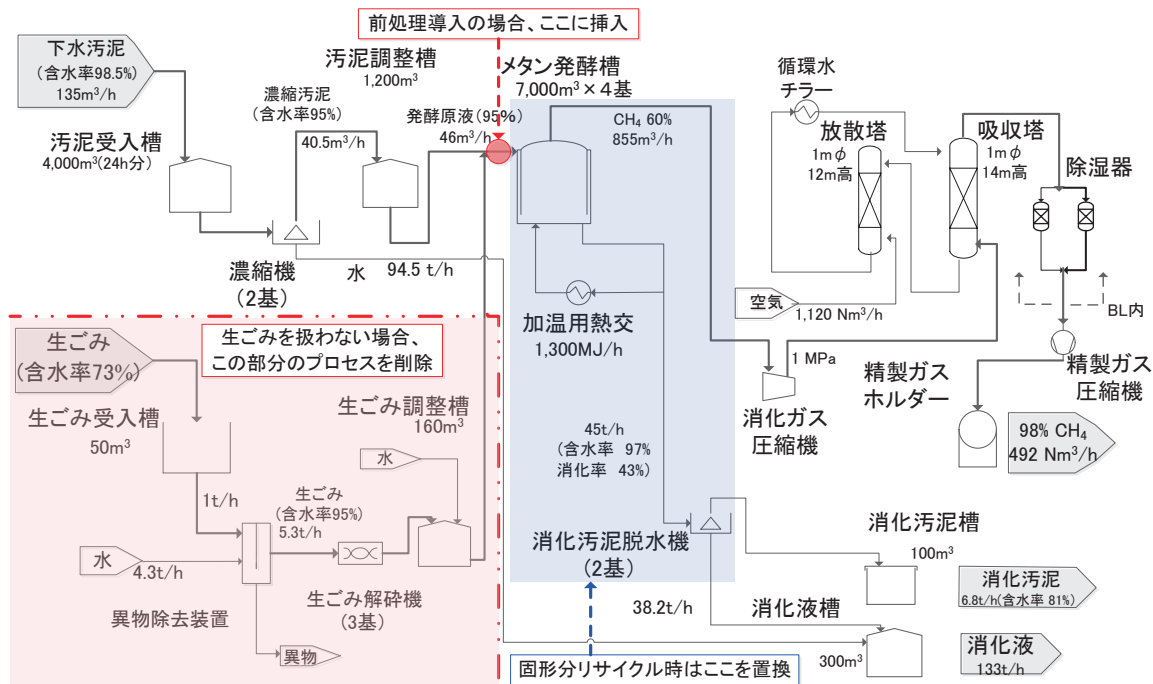 前処理導入の場合、ここに挿入
下水汚泥
(含水率98.5%)
135m³/h
汚泥受入槽
4,000m³(24h分)
濃縮汚泥
(含水率95%)
40.5m³/h
汚泥調整槽
1,200m³
発酵原液(95%)
46m³/h
メタン発酵槽
7,000m³×4基
CH₄ 60%
855m³/h
循環水
チラー
放散塔
1mφ
12m高
吸収塔
1mφ
14m高
除湿器
濃縮機
(2基)
水
94.5 t/h
加温用熱交
1,300MJ/h
空気
1,120 Nm³/h
BL内
1 MPa
消化ガス
圧縮機
精製ガス
ホルダー
精製ガス
圧縮機
98% CH₄
492 Nm³/h
生ごみ
(含水率73%)
生ごみを扱わない場合、
この部分のプロセスを削除
生ごみ受入槽
50m³
生ごみ調整槽
160m³
水
1t/h
生ごみ
(含水率95%)
5.3t/h
水
4.3t/h
異物除去装置
生ごみ解砕機
(3基)
異物
45t/h
(含水率 97%
消化率 43%)
消化汚泥脱水機
(2基)
38.2t/h
消化汚泥槽
100m³
消化汚泥
6.8t/h(含水率 81%)
消化液槽
300m³
消化液
133t/h
固形分リサイクル時はここを置換